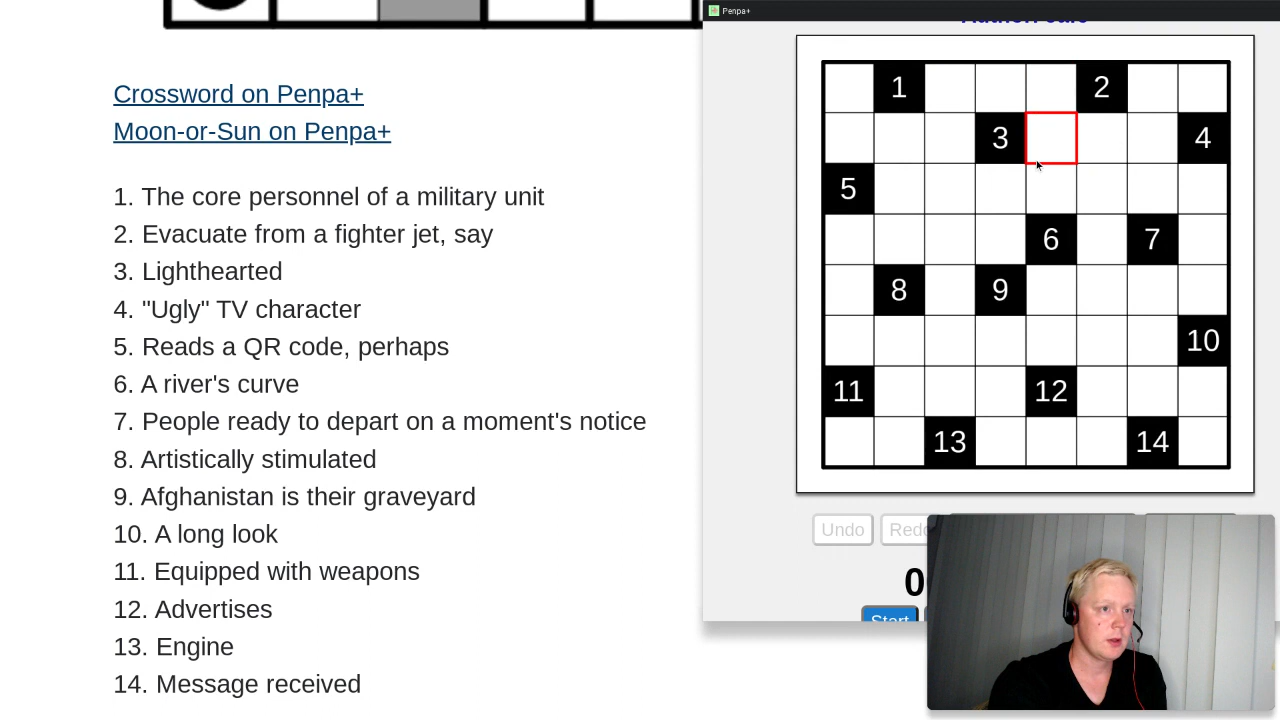 Penpa+
Crossword on Penpa+
Moon-or-Sun on Penpa+
1. The core personnel of a military unit
2. Evacuate from a fighter jet, say
3. Lighthearted
4. "Ugly" TV character
5. Reads a QR code, perhaps
6. A river's curve
7. People ready to depart on a moment's notice
8. Artistically stimulated
9. Afghanistan is their graveyard
10. A long look
11. Equipped with weapons
12. Advertises
13. Engine
14. Message received
1 2
3 4
5
6 7
8 9
10
11 12
13 14
Undo
Start